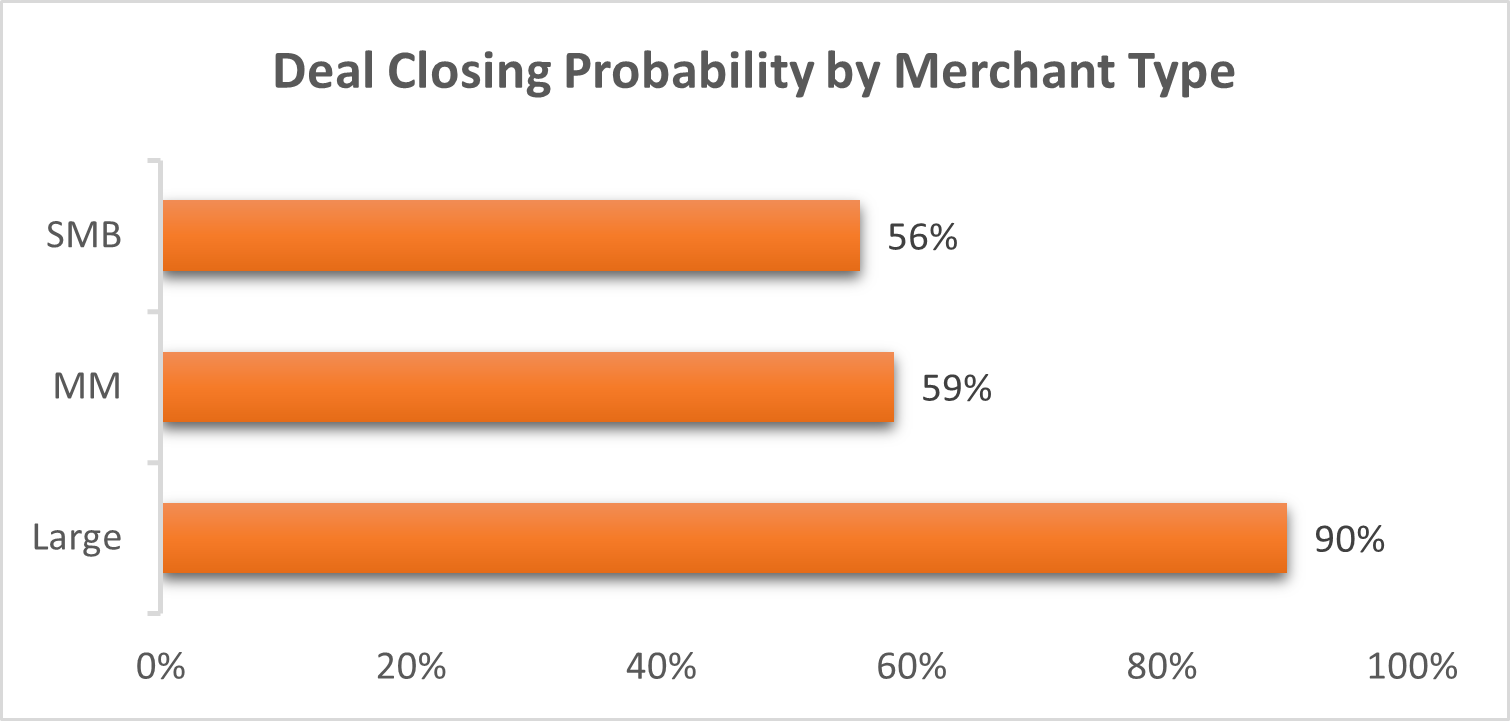 Deal Closing Probability by Merchant Type
SMB 56%
MM 59%
Large 90%
0% 20% 40% 60% 80% 100%